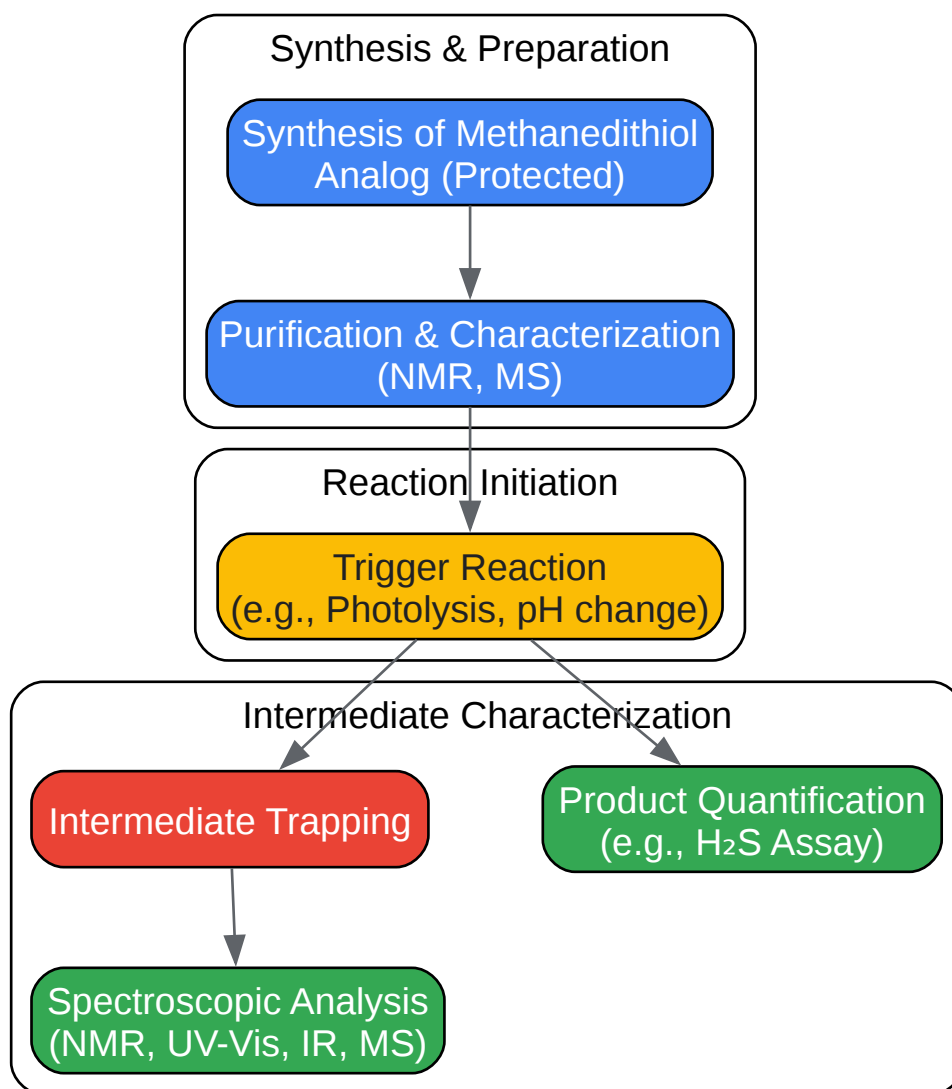 Synthesis & Preparation
Synthesis of Methanedithiol
Analog (Protected)
Purification & Characterization
(NMR, MS)
Reaction Initiation
Trigger Reaction
(e.g., Photolysis, pH change)
Intermediate Characterization
Intermediate Trapping
Product Quantification
(e.g., H₂S Assay)
Spectroscopic Analysis
(NMR, UV-Vis, IR, MS)